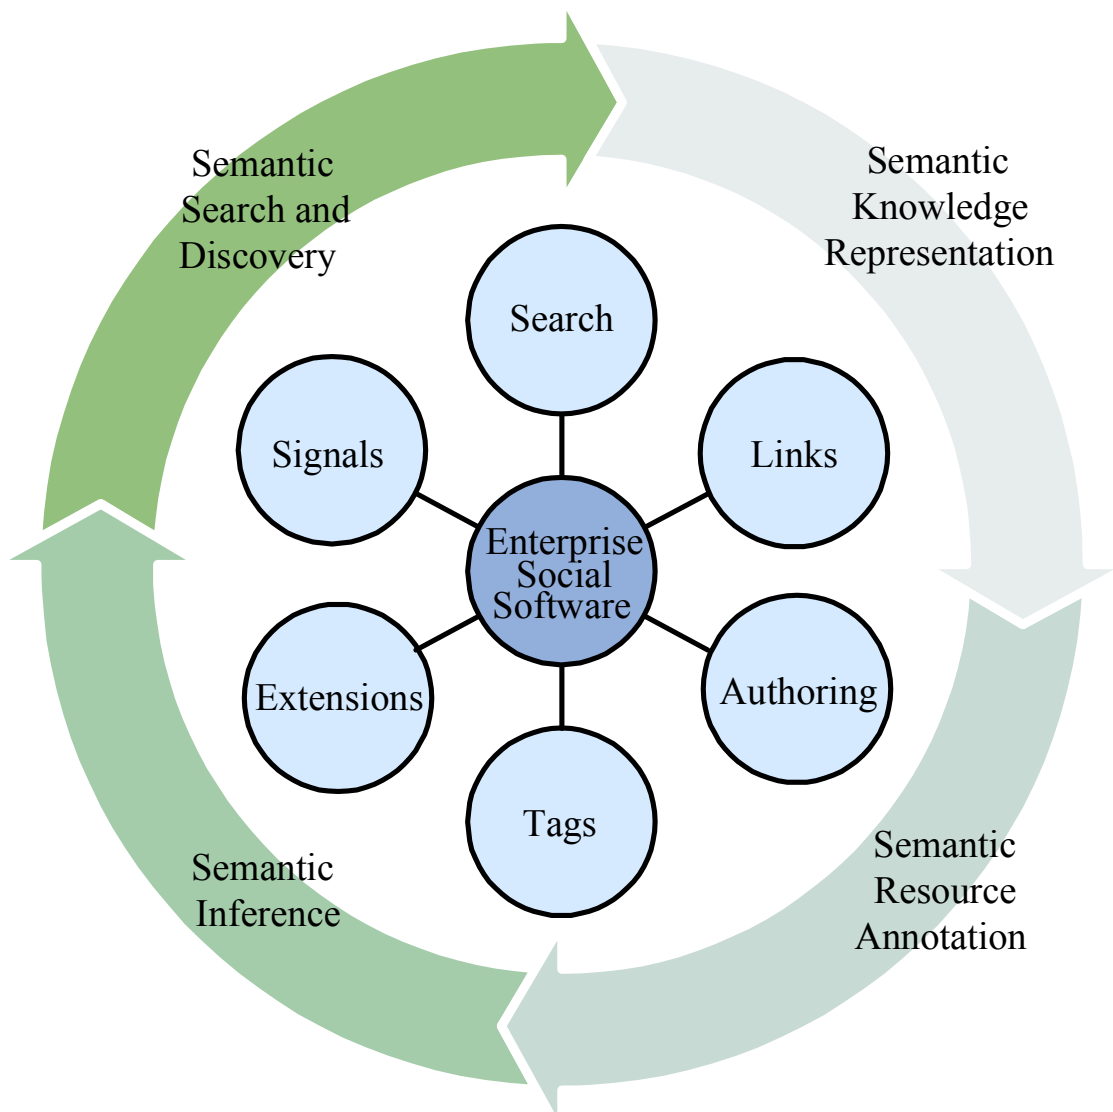 Semantic
Search and
Discovery
Semantic
Knowledge
Representation
Search
Signals
Links
Enterprise
Social
Software
Extensions
Authoring
Tags
Semantic
Inference
Semantic
Resource
Annotation